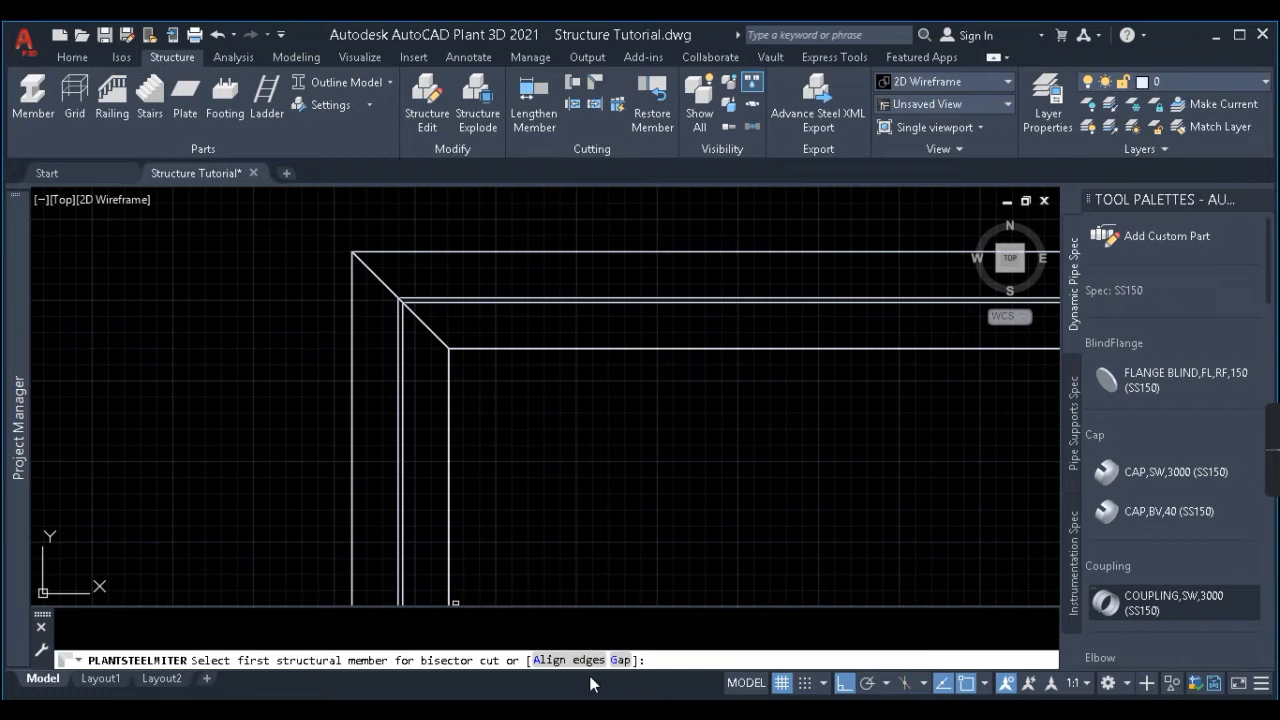 Autodesk AutoCAD Plant 3D 2021 Structure Tutorial.dwg
Type a keyword or phrase
Sign In
P3D
Home Isos Structure Analysis Modeling Visualize Insert Annotate Manage Output Add-ins Collaborate Vault Express Tools Featured Apps
Member Grid Railing Stairs Plate Footing Ladder
Outline Model
Settings
Parts
Structure Edit
Structure Explode
Modify
Lengthen Member
Restore Member
Cutting
Show All
Visibility
Advance Steel XML Export
Export
2D Wireframe
Unsaved View
Single viewport
View
Layer Properties
0
Make Current
Match Layer
Layers
Start
Structure Tutorial*
[−][Top][2D Wireframe]
N
W TOP E
S
WCS
Project Manager
Y
X
TOOL PALETTES - AU...
Dynamic Pipe Spec
Pipe Supports Spec
Instrumentation Spec
Add Custom Part
Spec: SS150
BlindFlange
FLANGE BLIND,FL,RF,150
(SS150)
Cap
CAP,SW,3000 (SS150)
CAP,BV,40 (SS150)
Coupling
COUPLING,SW,3000
(SS150)
Elbow
PLANTSTEELMITER Select first structural member for bisector cut or [Align edges Gap]:
Model Layout1 Layout2
MODEL
1:1